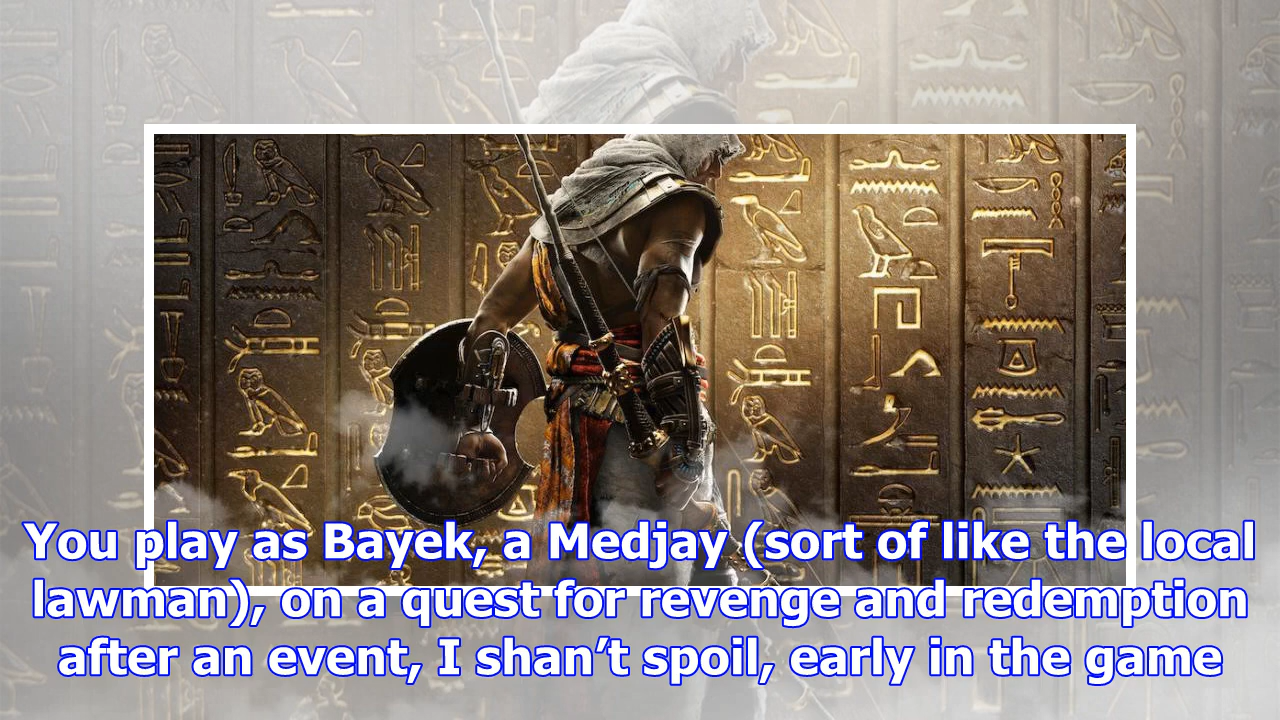 You play as Bayek, a Medjay (sort of like the local
lawman), on a quest for revenge and redemption
after an event, I shan’t spoil, early in the game